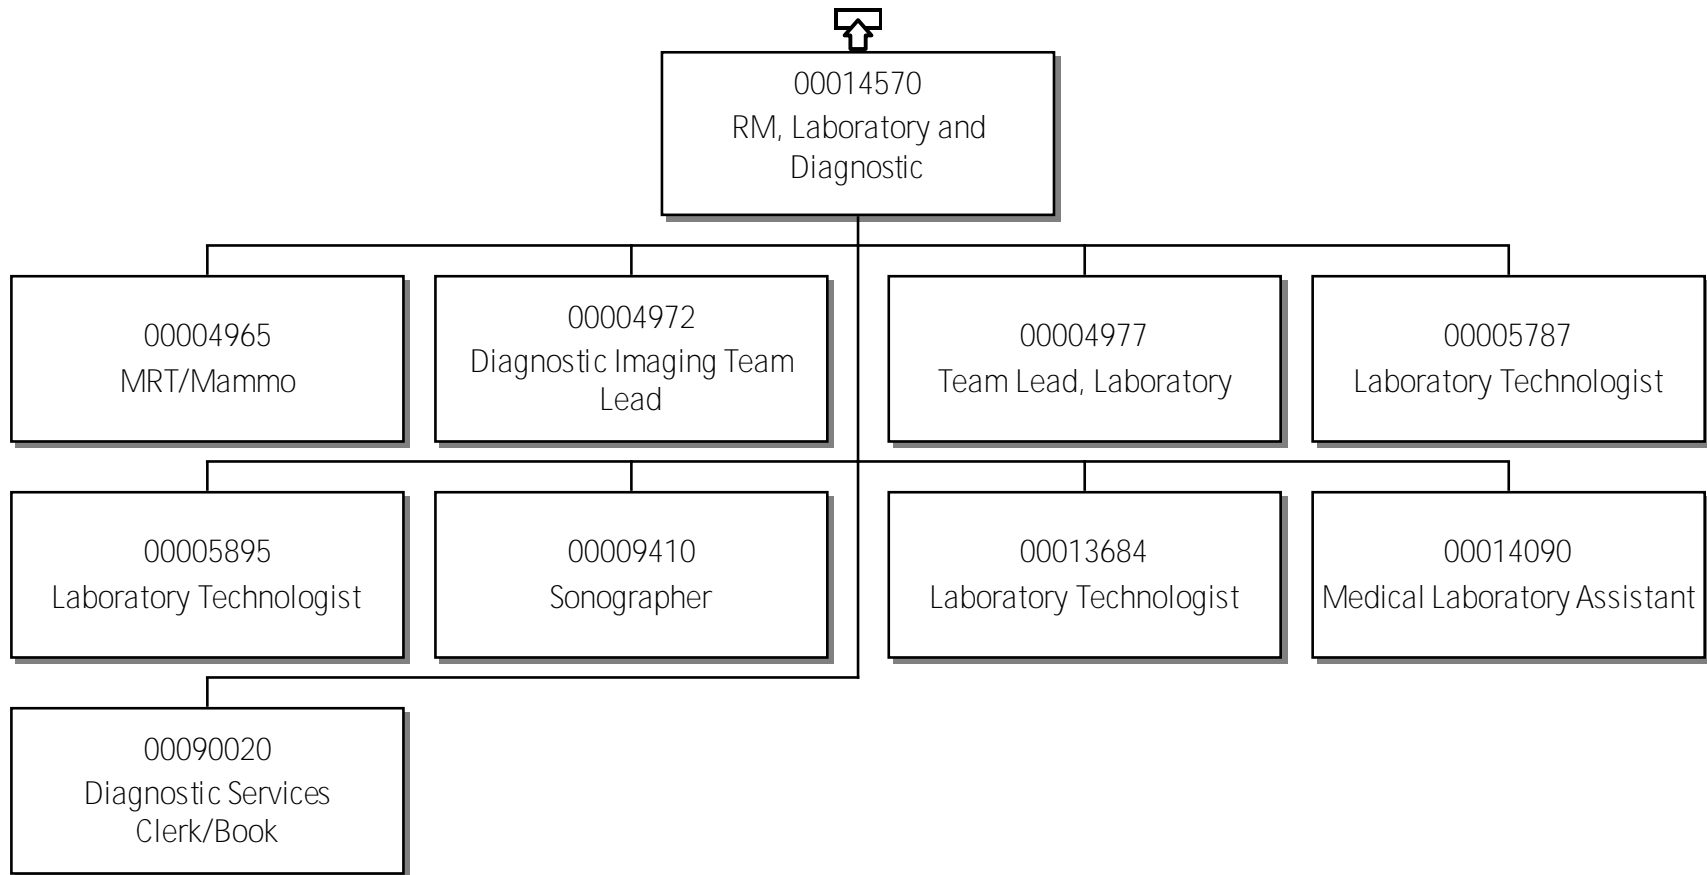 00014570
RM, Laboratory and
Diagnostic
00004965
MRT/Mammo
00004972
Diagnostic Imaging Team
Lead
00004977
Team Lead, Laboratory
00005787
Laboratory Technologist
00005895
Laboratory Technologist
00009410
Sonographer
00013684
Laboratory Technologist
00014090
Medical Laboratory Assistant
00090020
Diagnostic Services
Clerk/Book